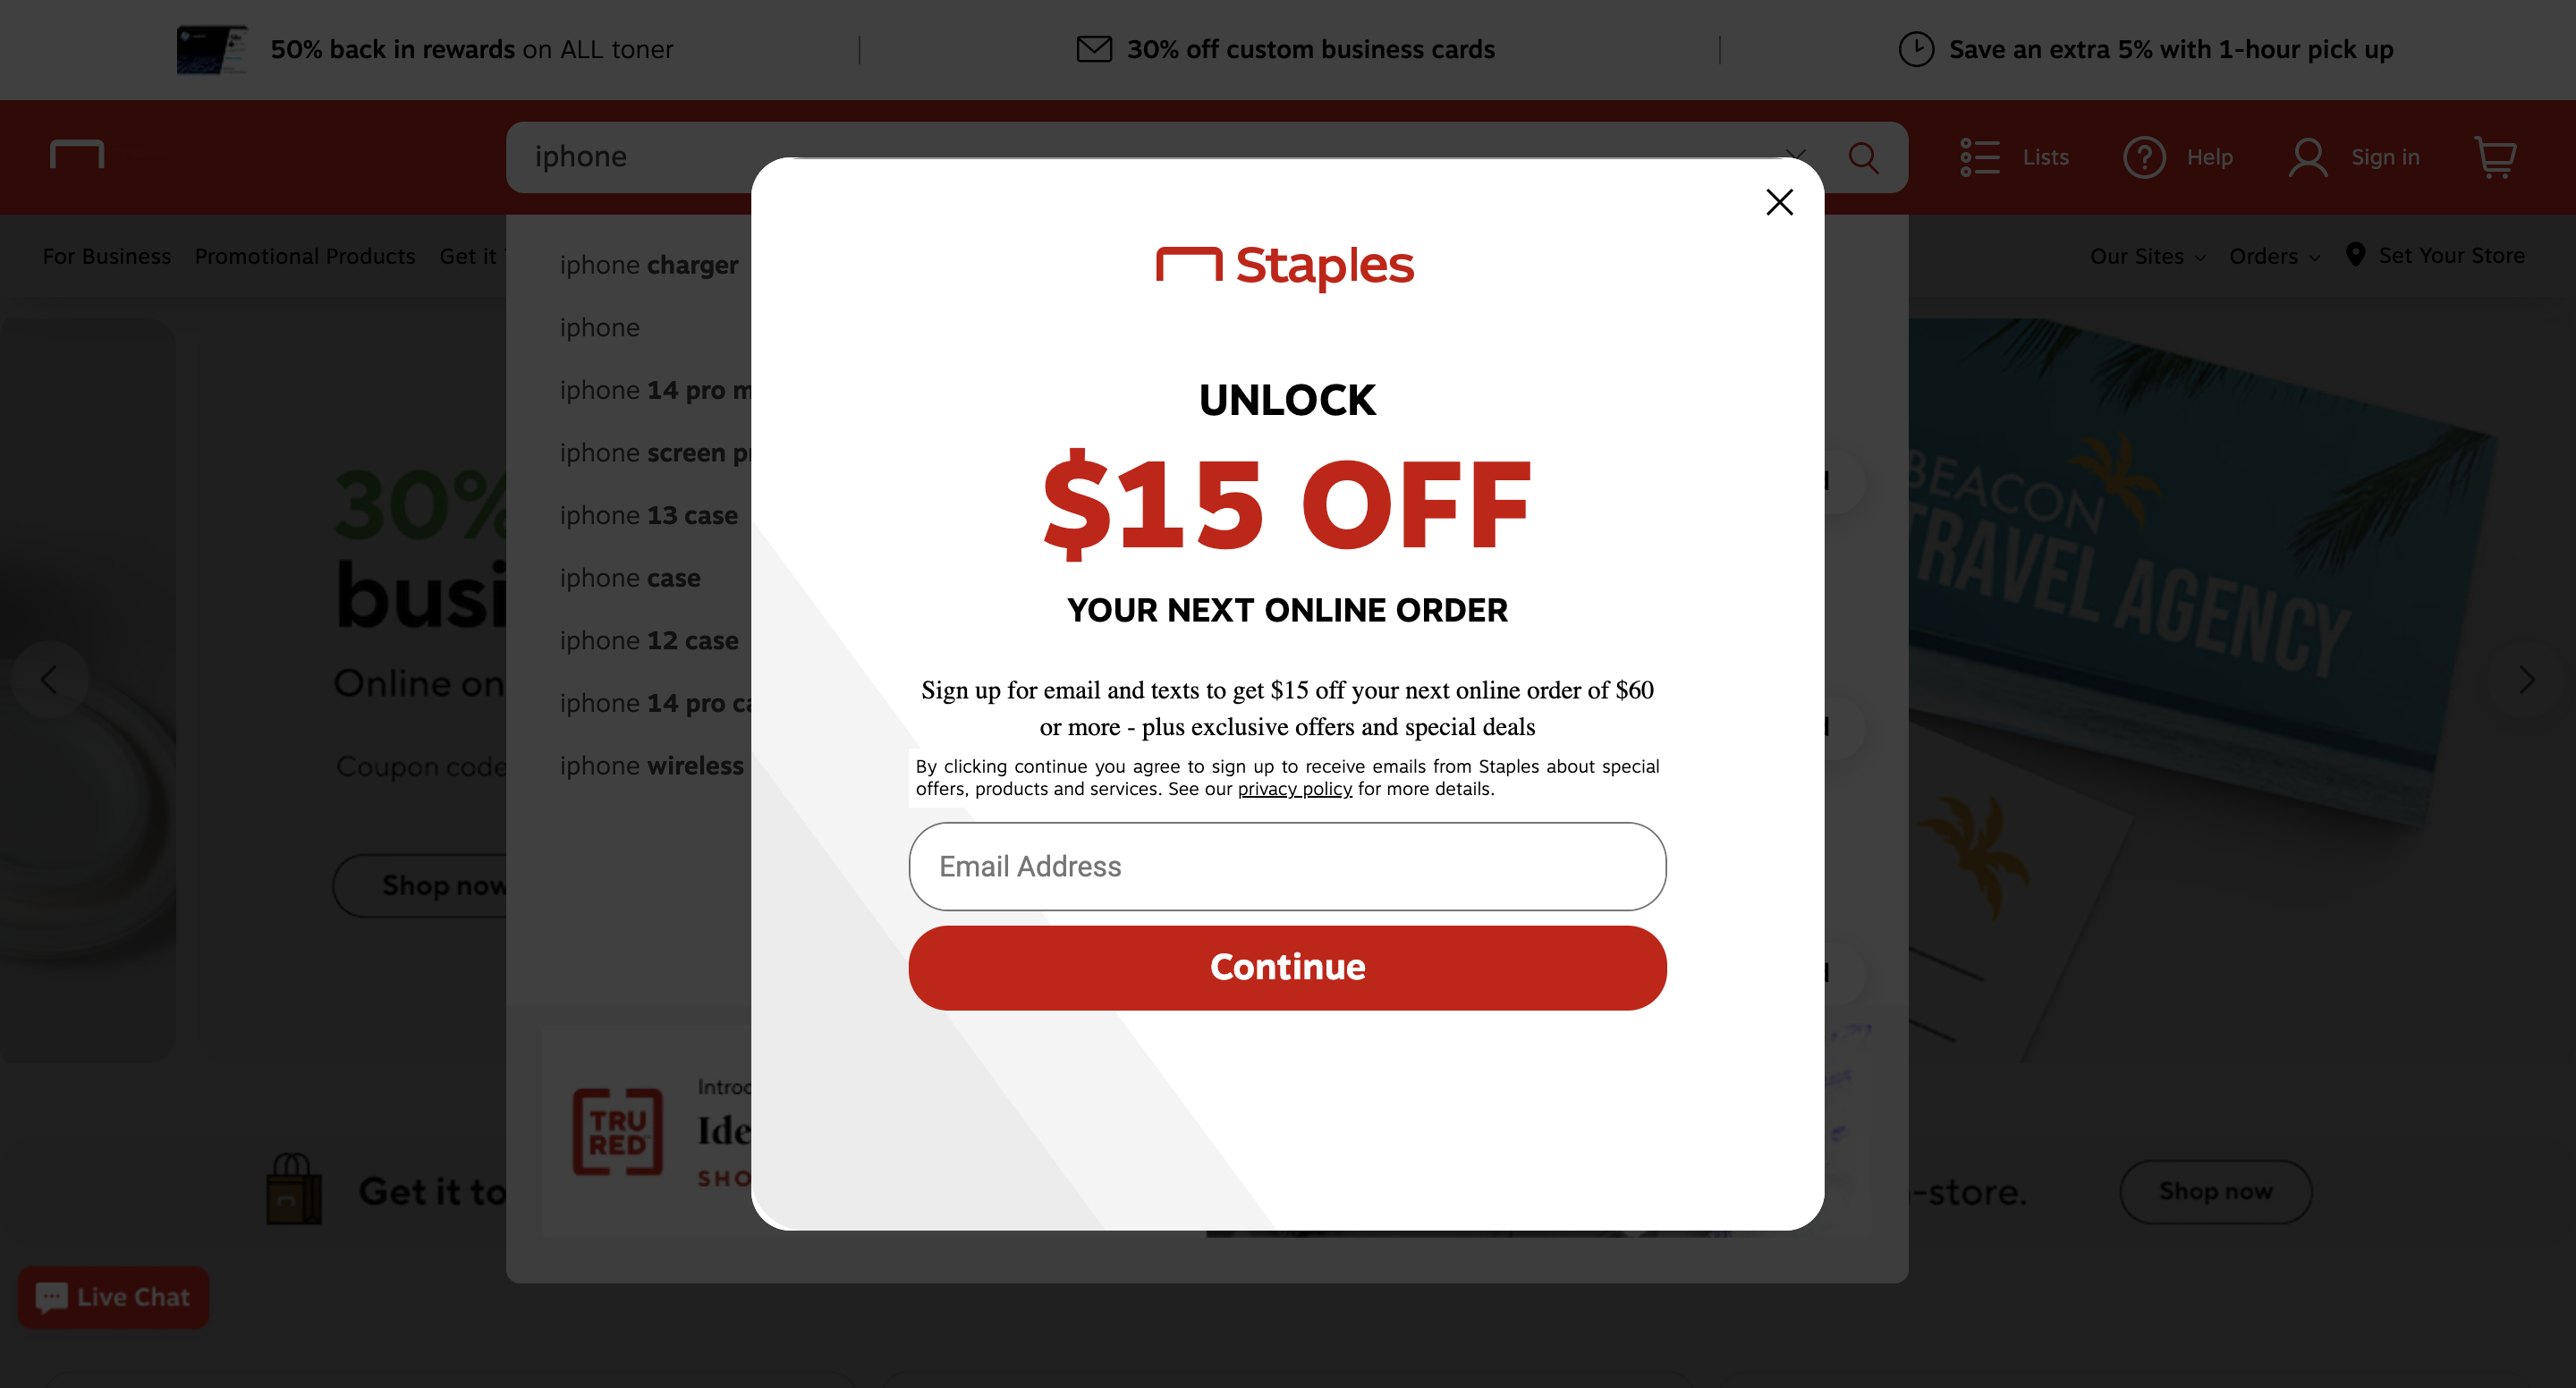 50% back in rewards on ALL toner
30% off custom business cards
Save an extra 5% with 1-hour pick up
iphone
Lists
Help
Sign in
For Business
Promotional Products
Get it
Our Sites
Orders
Set Your Store
iphone charger
iphone
iphone 14 pro
iphone screen
iphone 13 case
iphone case
iphone 12 case
iphone 14 pro
iphone wireless
Staples
UNLOCK
$15 OFF
YOUR NEXT ONLINE ORDER
Sign up for email and texts to get $15 off your next online order of $60
or more - plus exclusive offers and special deals
By clicking continue you agree to sign up to receive emails from Staples about special
offers, products and services. See our privacy policy for more details.
Email Address
Continue
30%
Online on
Coupon code
Shop now
BEACON
TRAVEL AGENCY
TRU
RED
Get it
-store.
Shop now
Live Chat